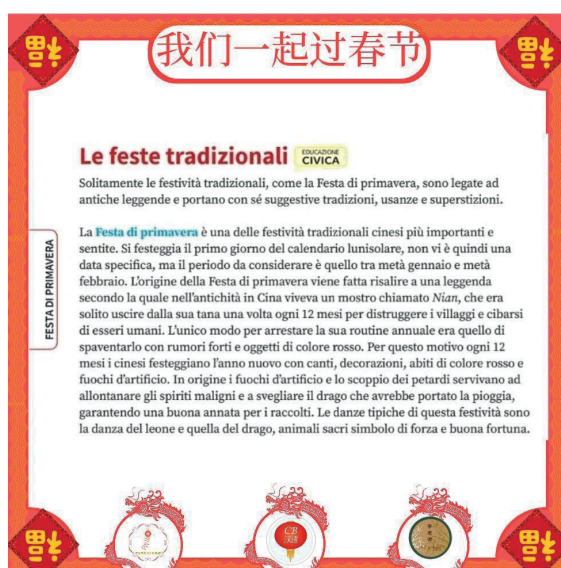 福
福
我们一起过春节
Le feste tradizionali EDUCAZIONE CIVICA
Solitamente le festività tradizionali, come la Festa di primavera, sono legate ad
antiche leggende e portano con sé suggestive tradizioni, usanze e superstizioni.
FESTA DI PRIMAVERA
La Festa di primavera è una delle festività tradizionali cinesi più importanti e
sentite. Si festeggia il primo giorno del calendario lunisolare, non vi è quindi una
data specifica, ma il periodo da considerare è quello tra metà gennaio e metà
febbraio. L'origine della Festa di primavera viene fatta risalire a una leggenda
secondo la quale nell'antichità in Cina viveva un mostro chiamato Nian, che era
solito uscire dalla sua tana una volta ogni 12 mesi per distruggere i villaggi e cibarsi
di esseri umani. L'unico modo per arrestare la sua routine annuale era quello di
spaventarlo con rumori forti e oggetti di colore rosso. Per questo motivo ogni 12
mesi i cinesi festeggiano l'anno nuovo con canti, decorazioni, abiti di colore rosso e
fuochi d'artificio. In origine i fuochi d'artificio e lo scoppio dei petardi servivano ad
allontanare gli spiriti maligni e a svegliare il drago che avrebbe portato la pioggia,
garantendo una buona annata per i raccolti. Le danze tipiche di questa festività sono
la danza del leone e quella del drago, animali sacri simbolo di forza e buona fortuna.
CB
福
福